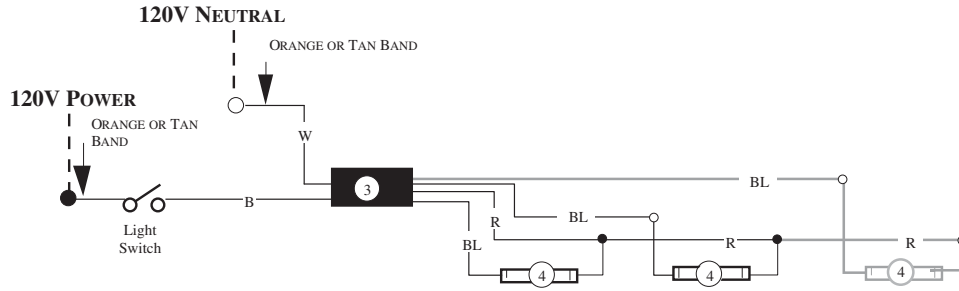 120V NEUTRAL
ORANGE OR TAN BAND
120V POWER
ORANGE OR TAN
BAND
W
3
BL
B
R
BL
BL
R
R
Light
Switch
4
4
4